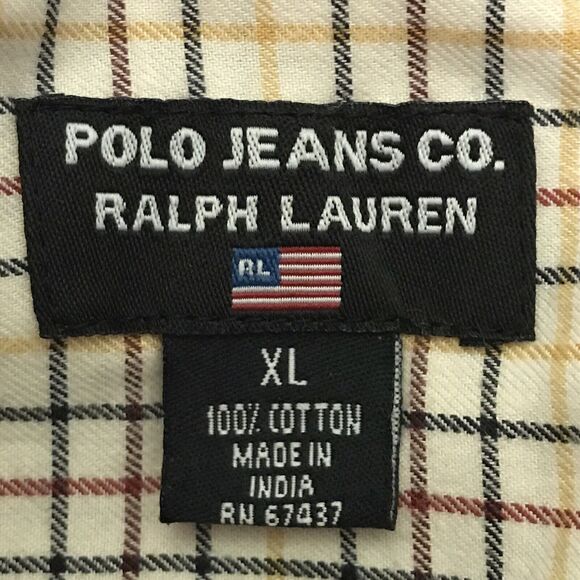 POLO JEANS CO.
RALPH LAUREN
RL
XL
100% COTTON
MADE IN
INDIA
RN 67437